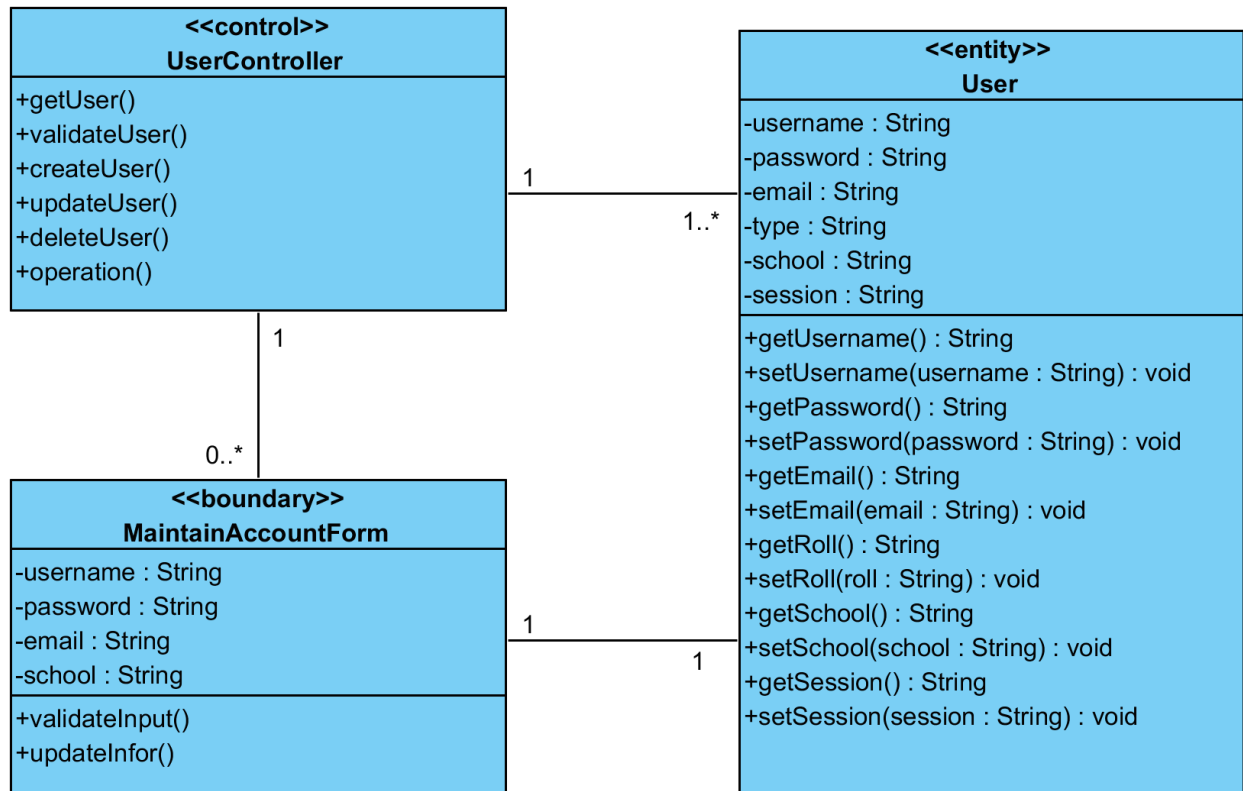 <<control>>
UserController
+getUser()
+validateUser()
+createUser()
+updateUser()
+deleteUser()
+operation()
1
1..*
<<entity>>
User
-username : String
-password : String
-email : String
-type : String
-school : String
-session : String
+getUsername() : String
+setUsername(username : String) : void
+getPassword() : String
+setPassword(password : String) : void
+getEmail() : String
+setEmail(email : String) : void
+getRoll() : String
+setRoll(roll : String) : void
+getSchool() : String
+setSchool(school : String) : void
+getSession() : String
+setSession(session : String) : void
1
0..*
<<boundary>>
MaintainAccountForm
-username : String
-password : String
-email : String
-school : String
+validateInput()
+updateInfor()
1
1